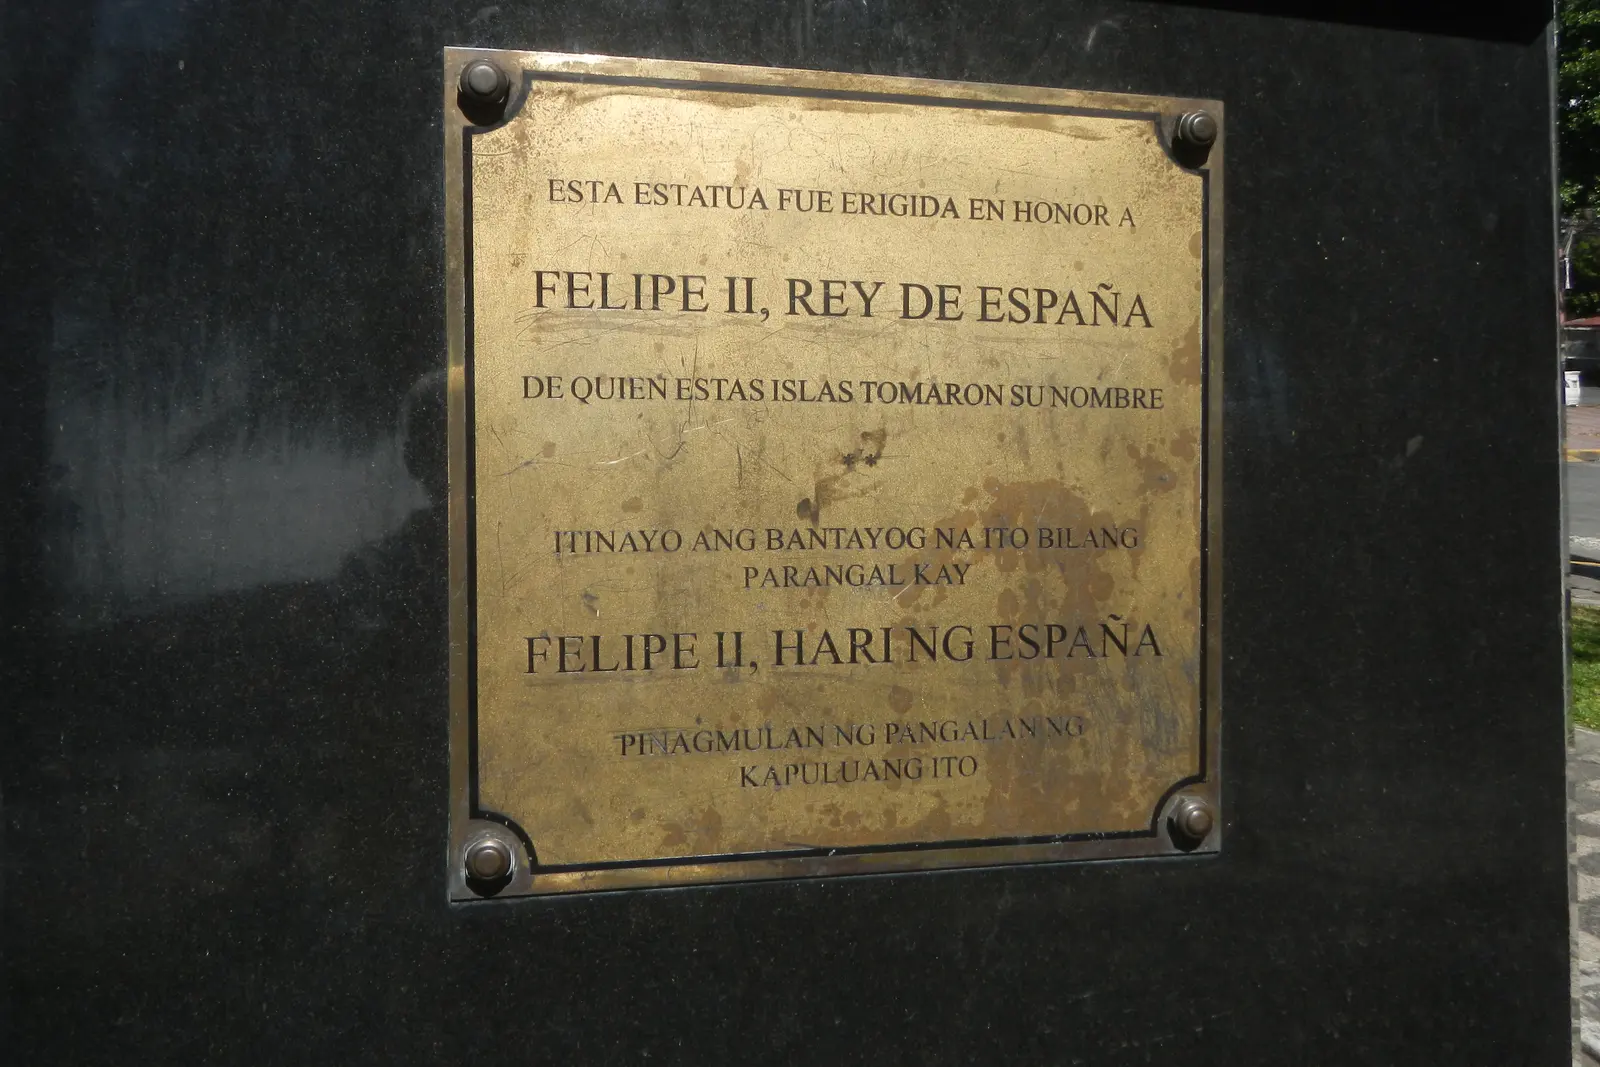 ESTA ESTATUA FUE ERIGIDA EN HONOR A
FELIPE II, REY DE ESPAÑA
DE QUIEN ESTAS ISLAS TOMARON SU NOMBRE
**
ITINAYO ANG BANTAYOG NA ITO BILANG
PARANGAL KAY
FELIPE II, HARI NG ESPAÑA
PINAGMULAN NG PANGALAN NG
KAPULUANG ITO